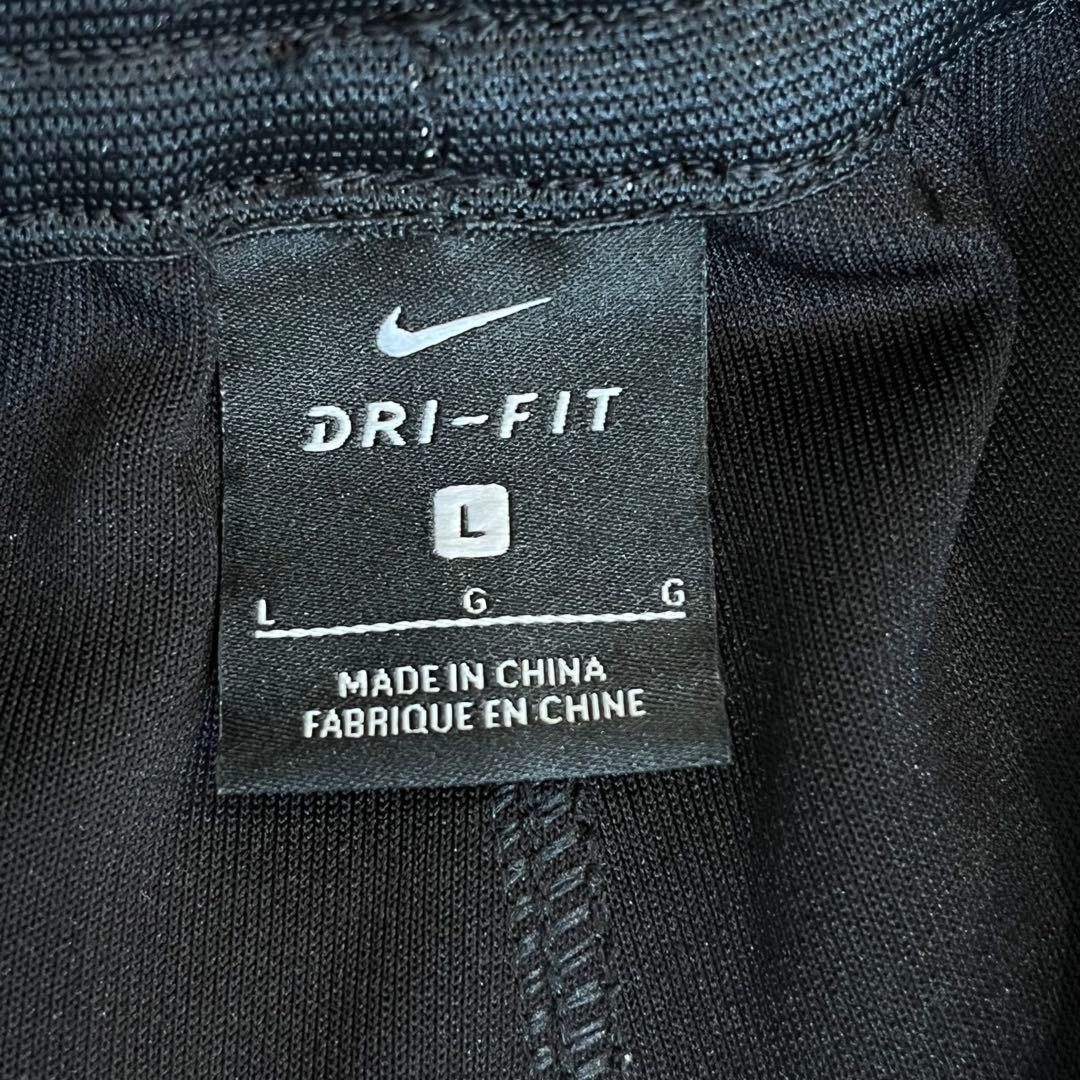 DRI-FIT
L
L G G
MADE IN CHINA
FABRIQUE EN CHINE